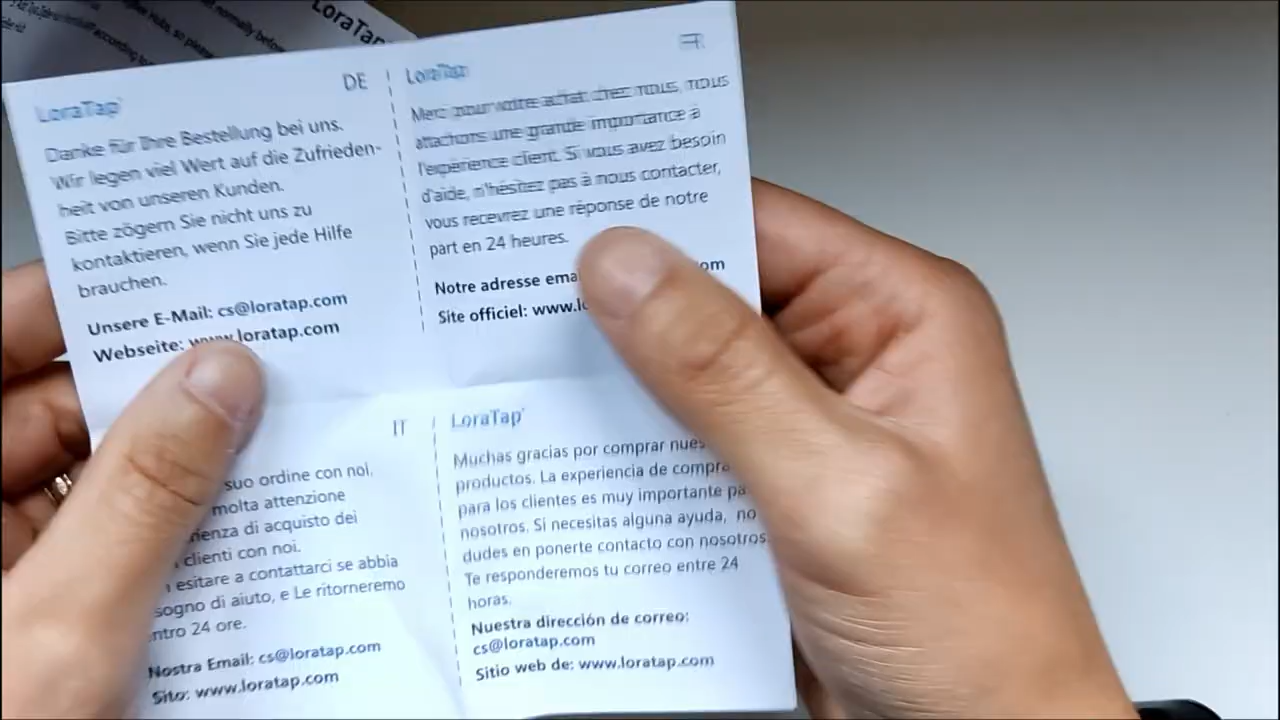 LoraTap
DE
LoraTap
Danke für Ihre Bestellung bei uns.
Wir legen viel Wert auf die Zufrieden-
heit von unseren Kunden.
Bitte zögern Sie nicht uns zu
kontaktieren, wenn Sie jede Hilfe
brauchen.
Unsere E-Mail: cs@loratap.com
Webseite: www.loratap.com
LoraTap
FR
Merci pour votre achat chez nous, nous
attachons une grande importance à
l'expérience client. Si vous avez besoin
d'aide, n'hésitez pas à nous contacter,
vous recevrez une réponse de notre
part en 24 heures.
Notre adresse
Site officiel:
IT
suo ordine con noi.
molta attenzione
di acquisto dei
clienti con noi.
esitare a contattarci se abbia
di aiuto, e Le ritorneremo
24 ore.
Nostra Email: cs@loratap.com
Sito: www.loratap.com
LoraTap
Muchas gracias por comprar
productos. La experiencia de compra
para los clientes es muy importante
nosotros. Si necesitas alguna ayuda, no
dudes en ponerte contacto con nosotros.
Te responderemos tu correo entre 24
horas.
Nuestra dirección de correo:
cs@loratap.com
Sitio web de: www.loratap.com